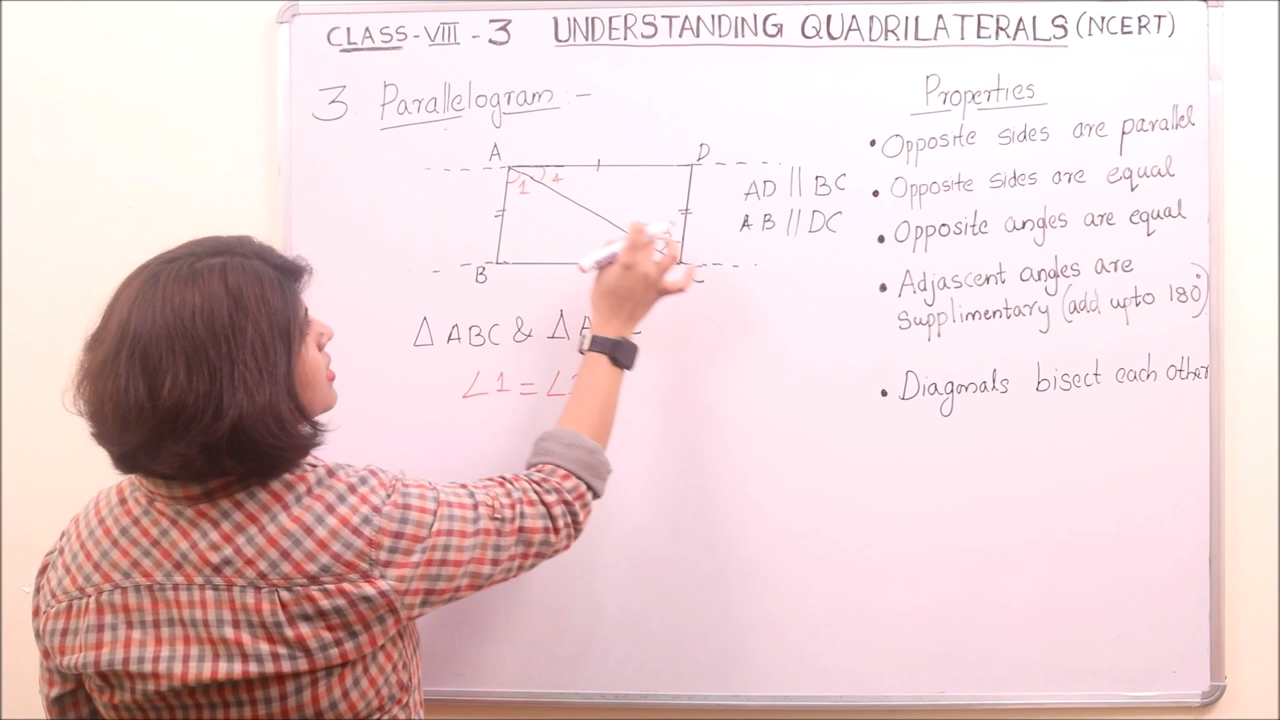 CLASS-VIII-3 UNDERSTANDING QUADRILATERALS (NCERT)
3. Parallelogram :-
A D
1 4
B C
AD || BC
AB || DC
Δ ABC & Δ A
∠1 = ∠
Properties
• Opposite sides are parallel
• Opposite sides are equal
• Opposite angles are equal
• Adjascent angles are
Supplimentary (add upto 180°)
• Diagonals bisect each other